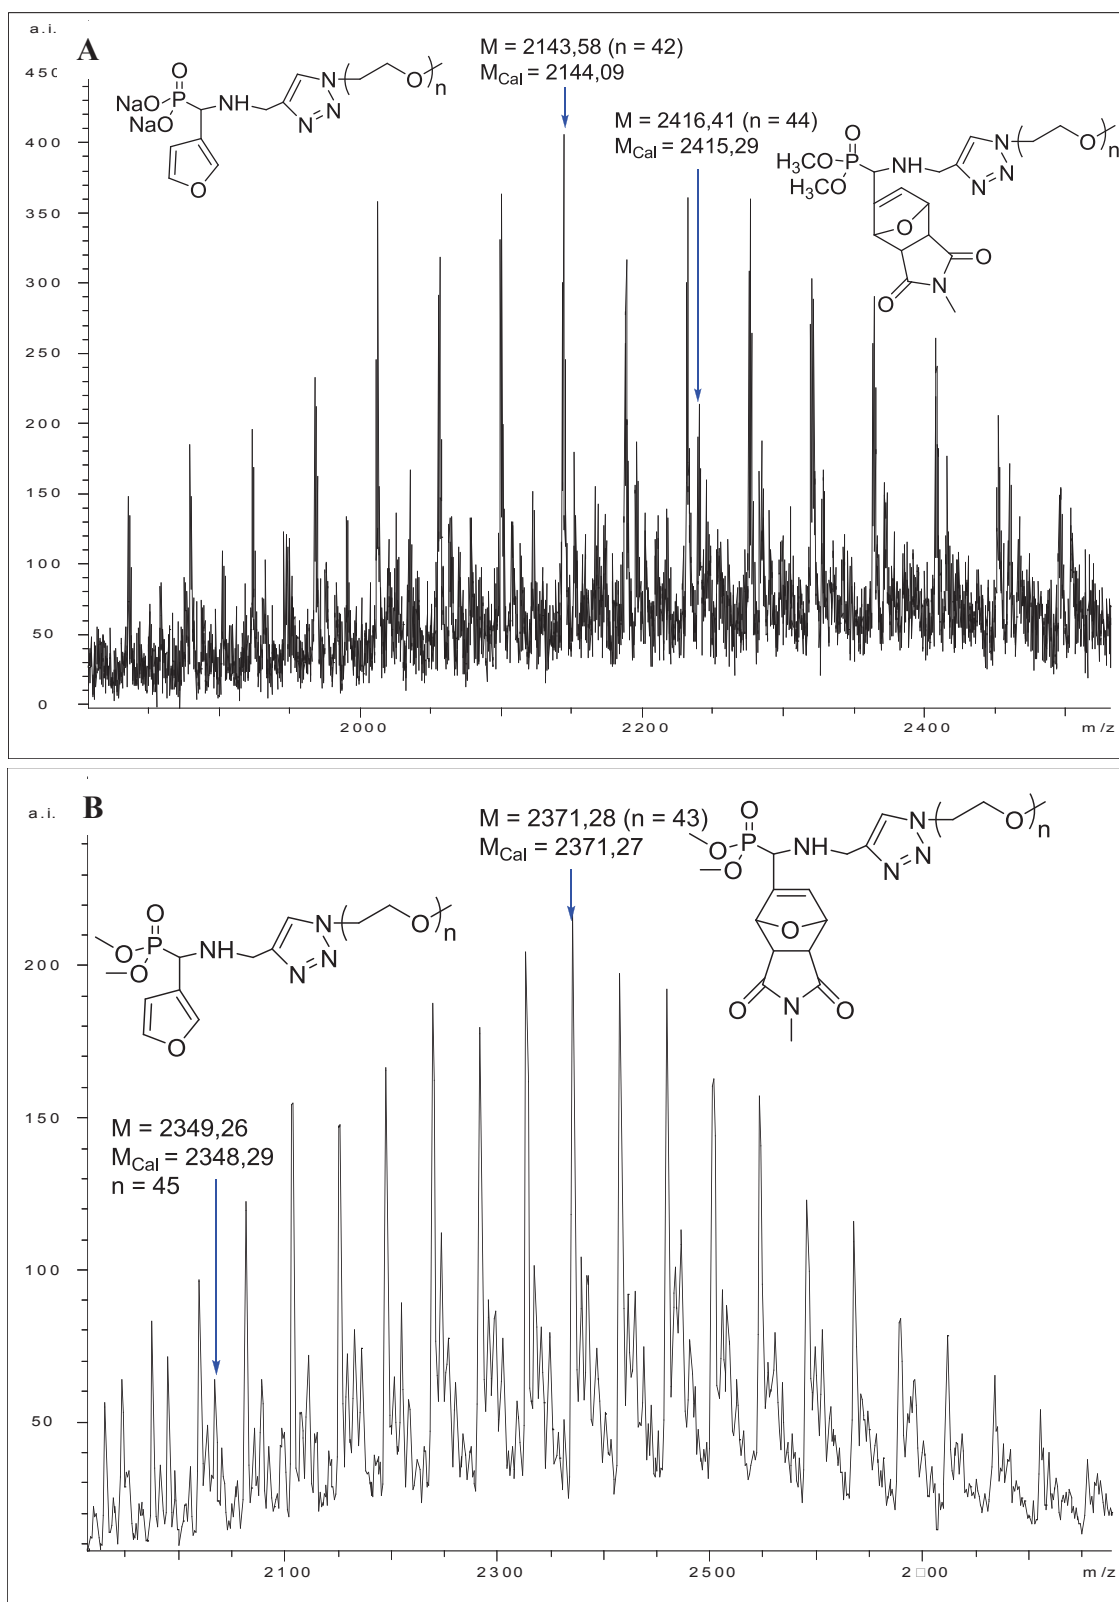 a.i.
A
M = 2143,58 (n = 42)
MCal = 2144,09
M = 2416,41 (n = 44)
MCal = 2415,29
O
NaO P NH N ( O ) n
NaO N N
O
O
H3CO P NH N ( O ) n
H3CO N N
O
O
N
O
450
400
350
300
250
200
150
100
50
0
2000 2200 2400 m/z
a.i.
B
M = 2371,28 (n = 43)
MCal = 2371,27
O
O P NH N ( O ) n
O N N
O
O
N
O
O
O P NH N ( O ) n
O N N
O
M = 2349,26
MCal = 2348,29
n = 45
200
150
100
50
2100 2300 2500 2□00 m/z